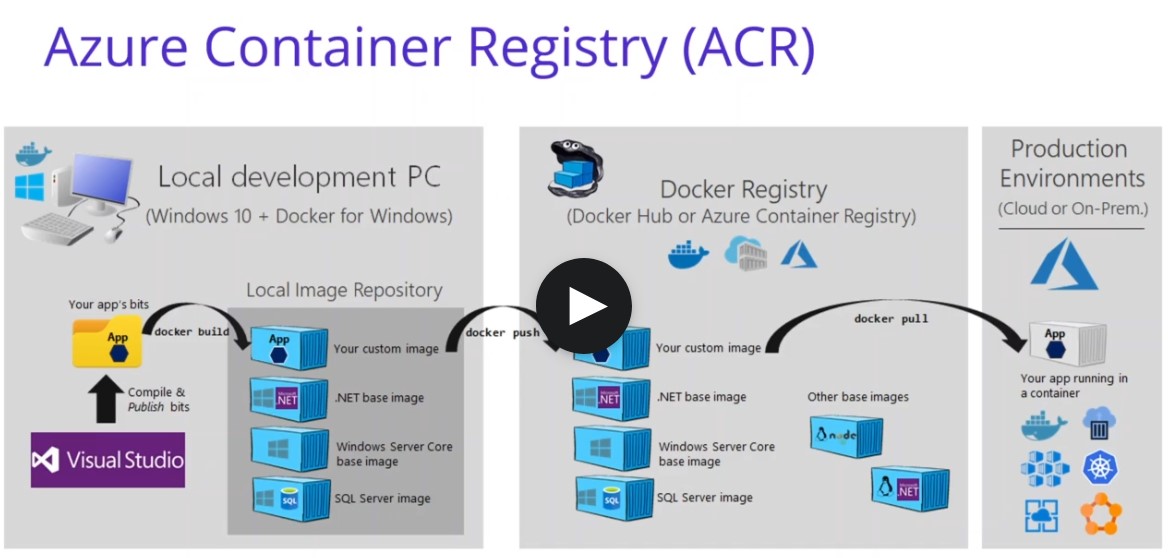 Azure Container Registry (ACR)
Local development PC
(Windows 10 + Docker for Windows)
Local Image Repository
Your app's bits
App
docker build
Compile &
Publish bits
Visual Studio
App
Your custom image
.NET
.NET base image
Windows Server Core
base image
SQL
SQL Server image
docker push
Docker Registry
(Docker Hub or Azure Container Registry)
Your custom image
.NET
.NET base image
Windows Server Core
base image
SQL
SQL Server image
docker pull
Other base images
node
.NET
Production
Environments
(Cloud or On-Prem.)
App
Your app running in
a container